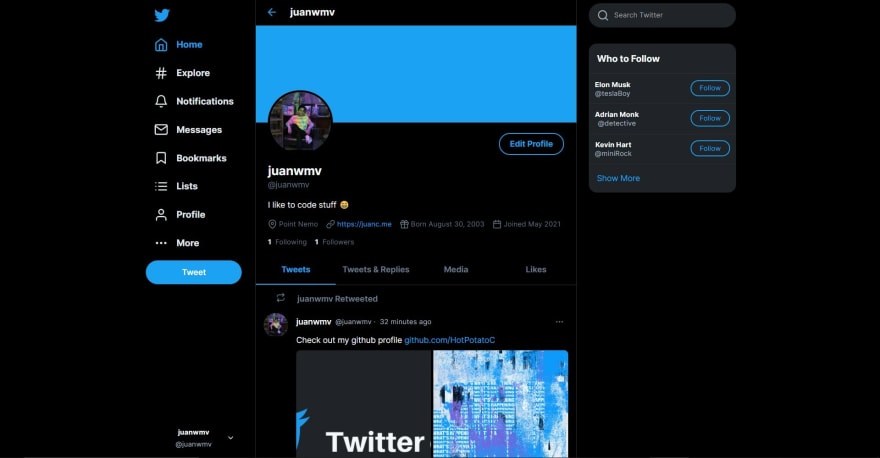 Home
Explore
Notifications
Messages
Bookmarks
Lists
Profile
More
Tweet
juanwmv
@juanwmv
juanwmv
Edit Profile
juanwmv
@juanwmv
I like to code stuff 😄
Point Nemo https://juanc.me Born August 30, 2003 Joined May 2021
1 Following 1 Followers
Tweets Tweets & Replies Media Likes
juanwmv Retweeted
juanwmv @juanwmv · 32 minutes ago
Check out my github profile github.com/HotPotatoC
Twitter
Search Twitter
Who to Follow
Elon Musk
@teslaBoy
Follow
Adrian Monk
@detective
Follow
Kevin Hart
@miniRock
Follow
Show More